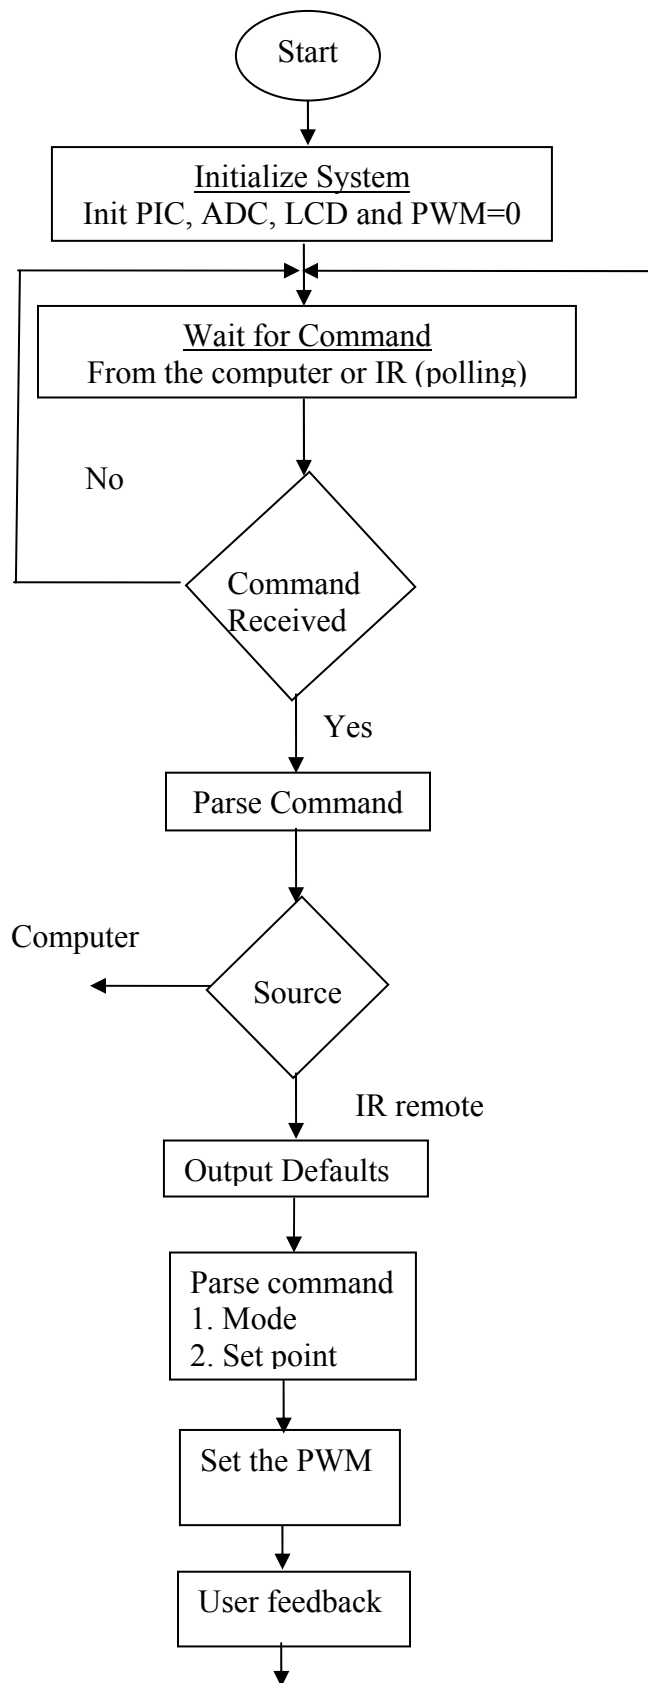 Start
Initialize System
Init PIC, ADC, LCD and PWM=0
Wait for Command
From the computer or IR (polling)
No
Command
Received
Yes
Parse Command
Computer
Source
IR remote
Output Defaults
Parse command
1. Mode
2. Set point
Set the PWM
User feedback